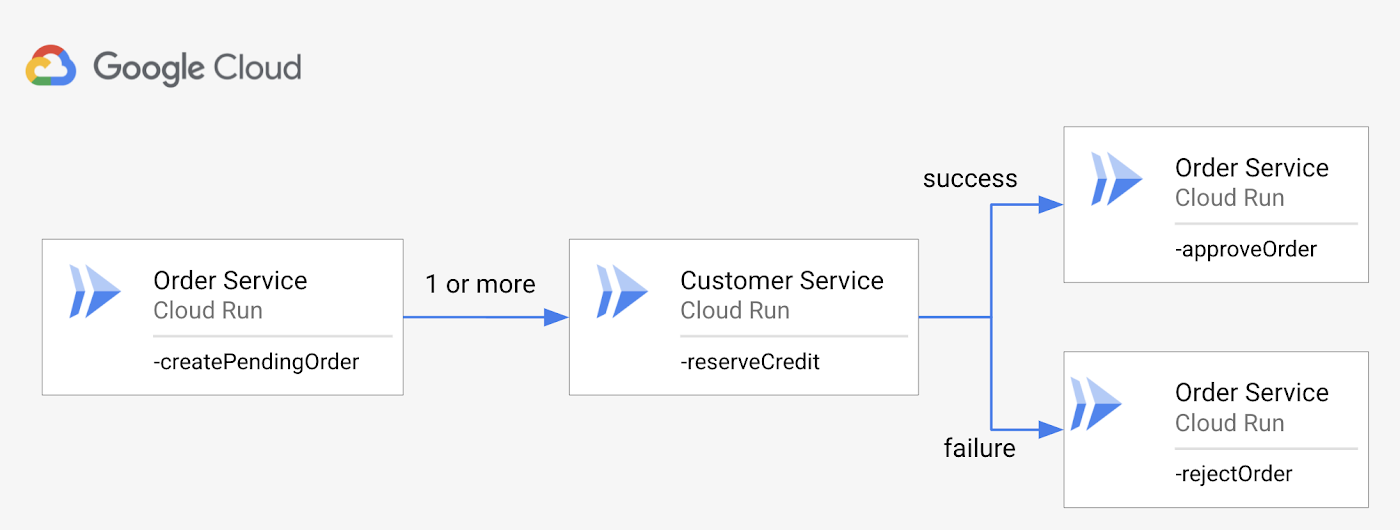 Google Cloud
Order Service
Cloud Run
-createPendingOrder
1 or more
Customer Service
Cloud Run
-reserveCredit
success
Order Service
Cloud Run
-approveOrder
failure
Order Service
Cloud Run
-rejectOrder